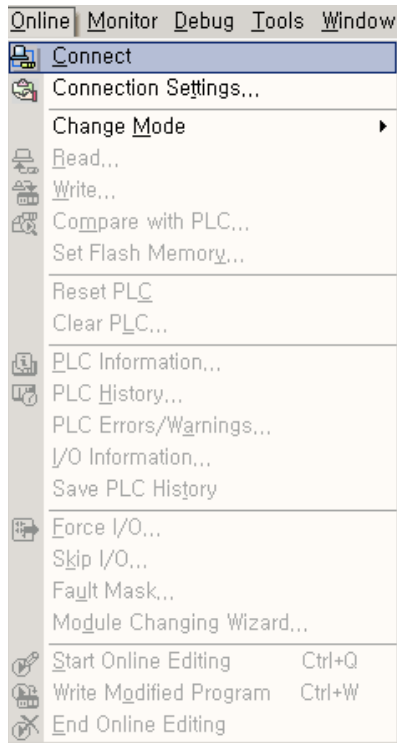 Online Monitor Debug Tools Window
Connect
Connection Settings...
Change Mode
Read...
Write...
Compare with PLC...
Set Flash Memory...
Reset PLC
Clear PLC...
PLC Information...
PLC History...
PLC Errors/Warnings...
I/O Information...
Save PLC History
Force I/O...
Skip I/O...
Fault Mask...
Module Changing Wizard...
Start Online Editing Ctrl+Q
Write Modified Program Ctrl+W
End Online Editing